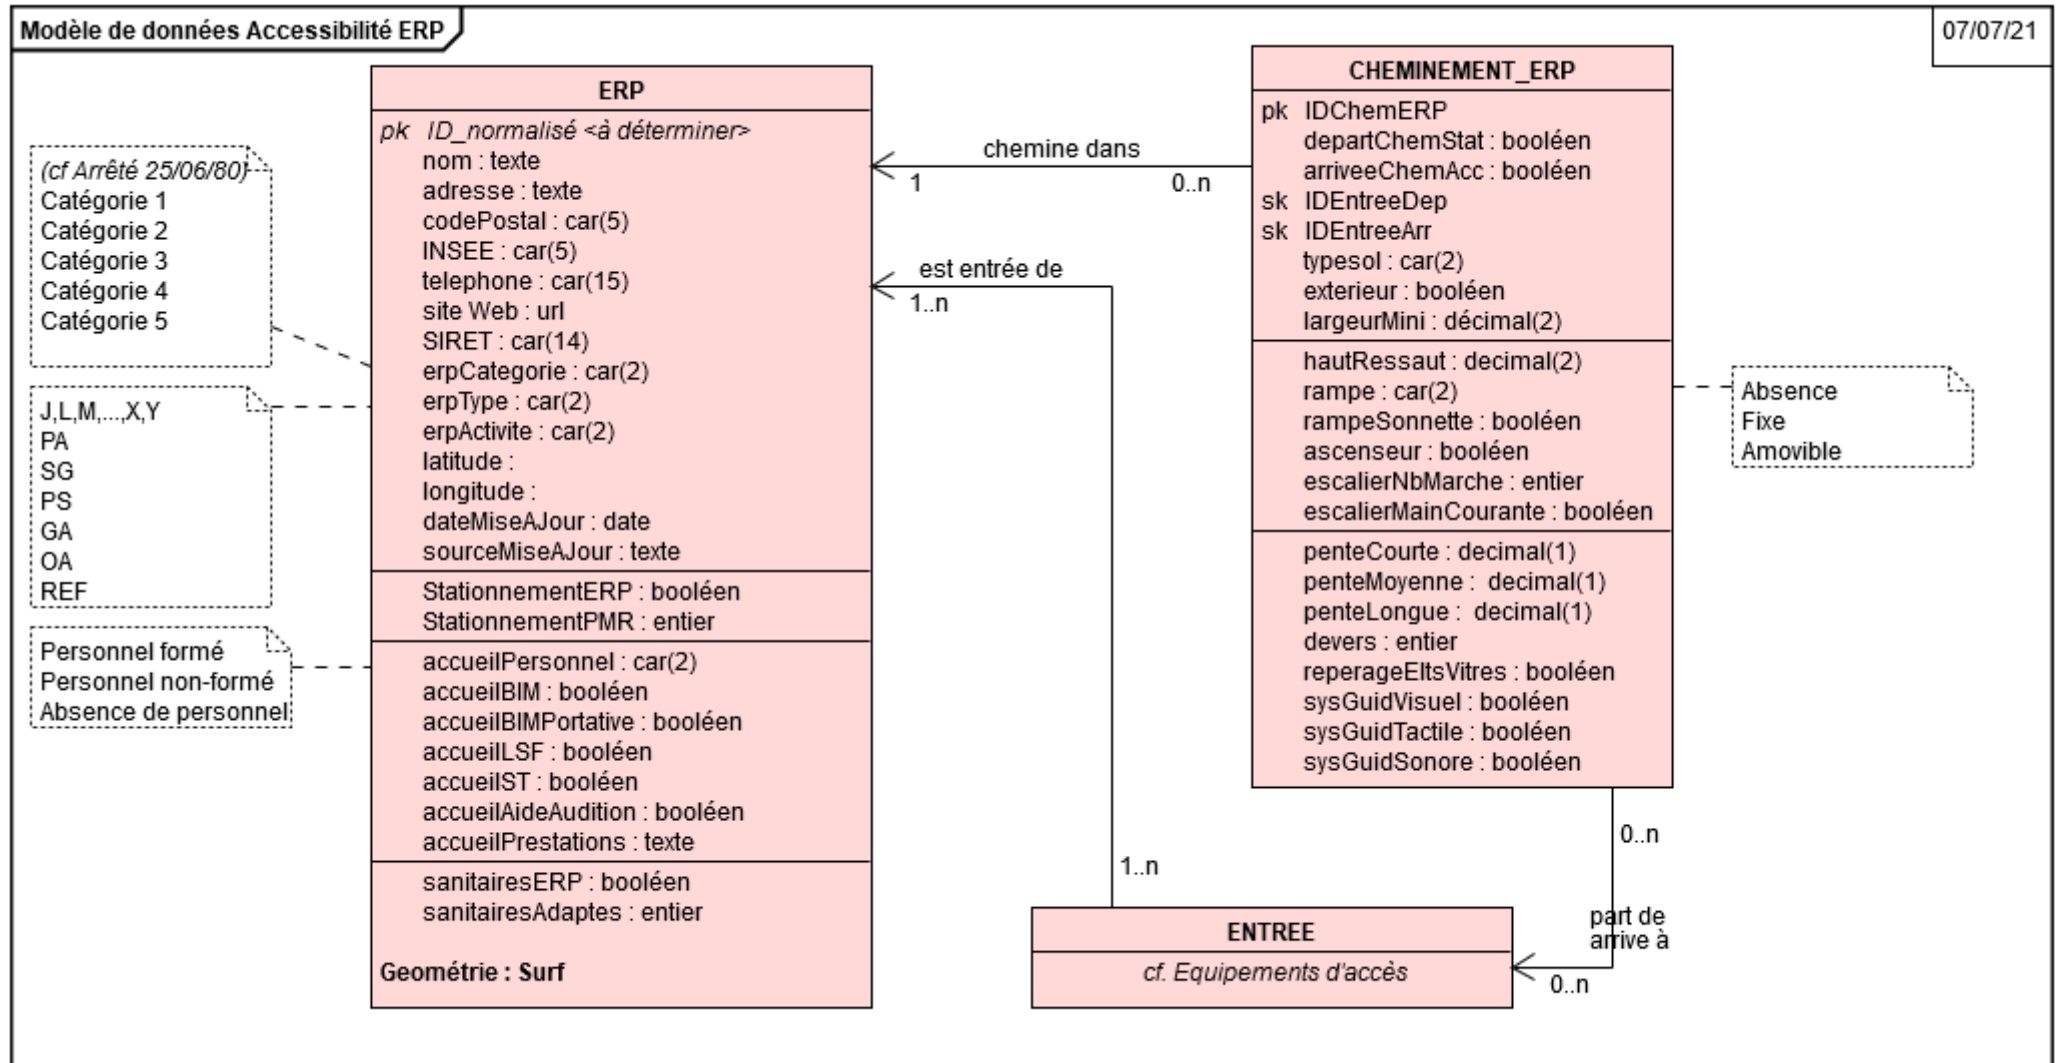 Modèle de données Accessibilité ERP
07/07/21
(cf Arrêté 25/06/80)
Catégorie 1
Catégorie 2
Catégorie 3
Catégorie 4
Catégorie 5
J,L,M,...,X,Y
PA
SG
PS
GA
OA
REF
Personnel formé
Personnel non-formé
Absence de personnel
ERP
pk ID_normalisé <à déterminer>
nom : texte
adresse : texte
codePostal : car(5)
INSEE : car(5)
telephone : car(15)
site Web : url
SIRET : car(14)
erpCategorie : car(2)
erpType : car(2)
erpActivite : car(2)
latitude :
longitude :
dateMiseAJour : date
sourceMiseAJour : texte
StationnementERP : booléen
StationnementPMR : entier
accueilPersonnel : car(2)
accueilBIM : booléen
accueilBIMPortative : booléen
accueilLSF : booléen
accueilST : booléen
accueilAideAudition : booléen
accueilPrestations : texte
sanitairesERP : booléen
sanitairesAdaptes : entier
Geométrie : Surf
chemine dans
1
0..n
est entrée de
1..n
1..n
CHEMINEMENT_ERP
pk IDChemERP
departChemStat : booléen
arriveeChemAcc : booléen
sk IDEntreeDep
sk IDEntreeArr
typesol : car(2)
exterieur : booléen
largeurMini : décimal(2)
hautRessaut : decimal(2)
rampe : car(2)
rampeSonnette : booléen
ascenseur : booléen
escalierNbMarche : entier
escalierMainCourante : booléen
penteCourte : decimal(1)
penteMoyenne : decimal(1)
penteLongue : decimal(1)
devers : entier
reperageEltsVitres : booléen
sysGuidVisuel : booléen
sysGuidTactile : booléen
sysGuidSonore : booléen
Absence
Fixe
Amovible
0..n
part de
arrive à
0..n
ENTREE
cf. Equipements d'accès